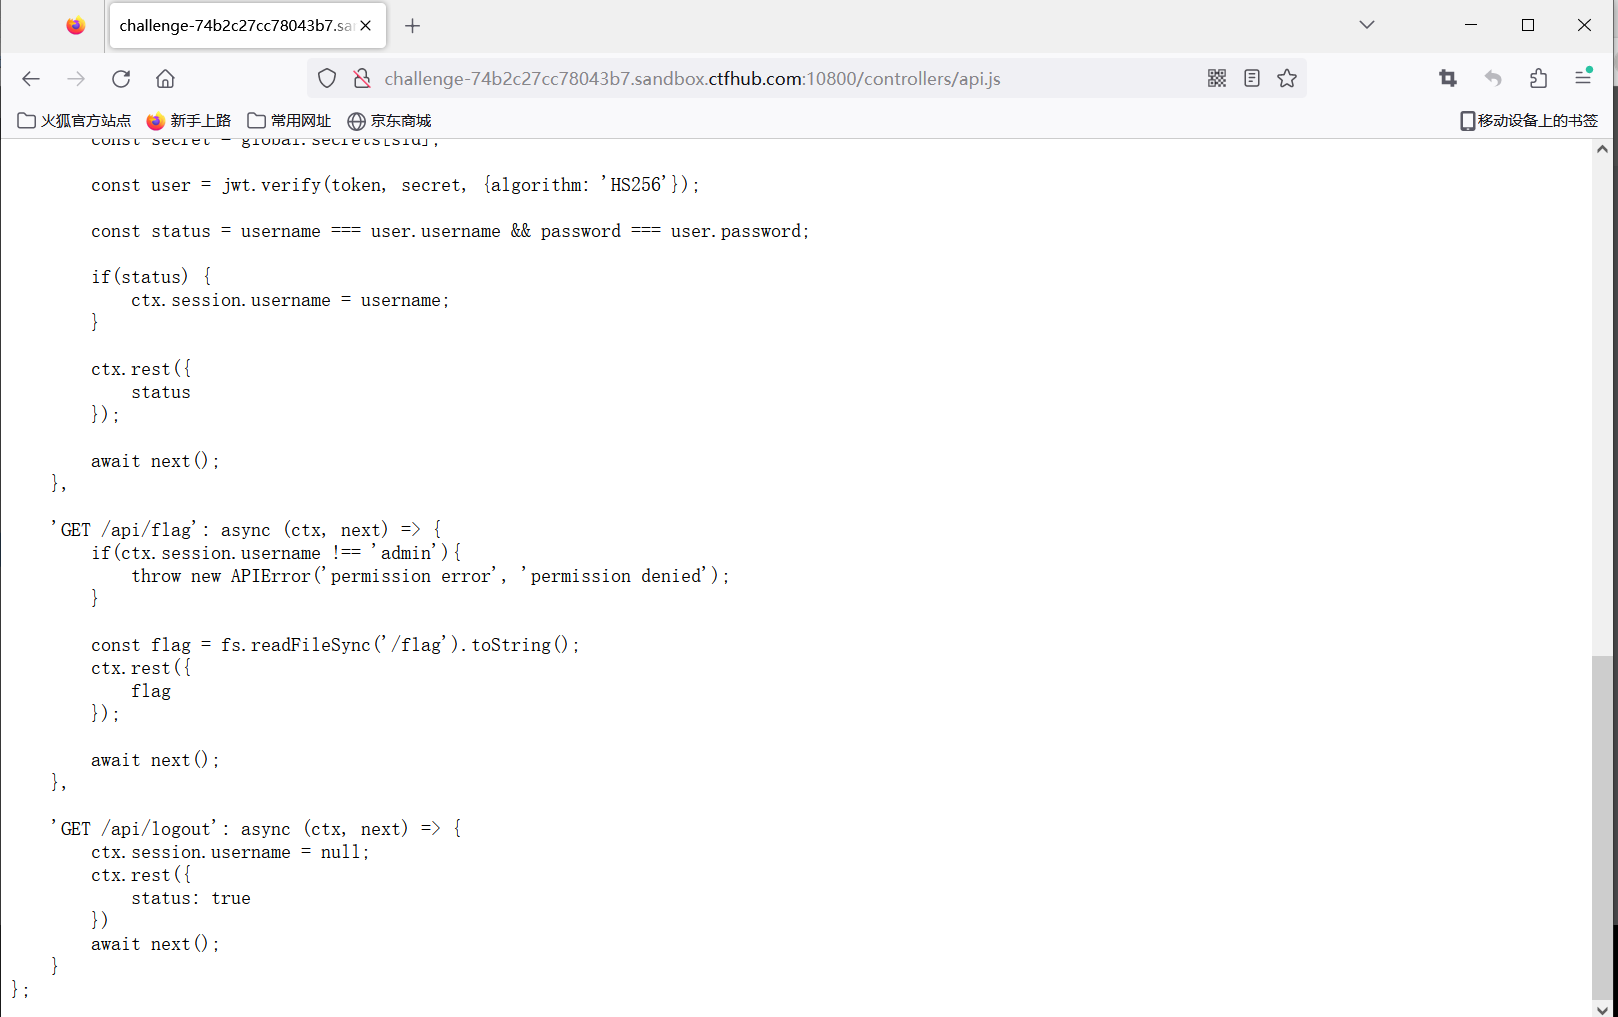 challenge-74b2c27cc78043b7.sa
challenge-74b2c27cc78043b7.sandbox.ctfhub.com:10800/controllers/api.js
火狐官方站点 新手上路 常用网址 京东商城 移动设备上的书签
const secret = global.secrets[sid];
const user = jwt.verify(token, secret, {algorithm: 'HS256'});
const status = username === user.username && password === user.password;
if(status) {
ctx.session.username = username;
}
ctx.rest({
status
});
await next();
},
'GET /api/flag': async (ctx, next) => {
if(ctx.session.username !== 'admin'){
throw new APIError('permission error', 'permission denied');
}
const flag = fs.readFileSync('/flag').toString();
ctx.rest({
flag
});
await next();
},
'GET /api/logout': async (ctx, next) => {
ctx.session.username = null;
ctx.rest({
status: true
})
await next();
}
};